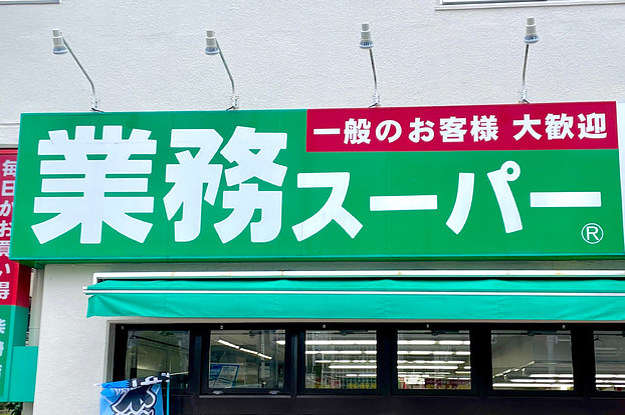 一般のお客様 大歓迎
業務スーパー
®
毎日がお買い得